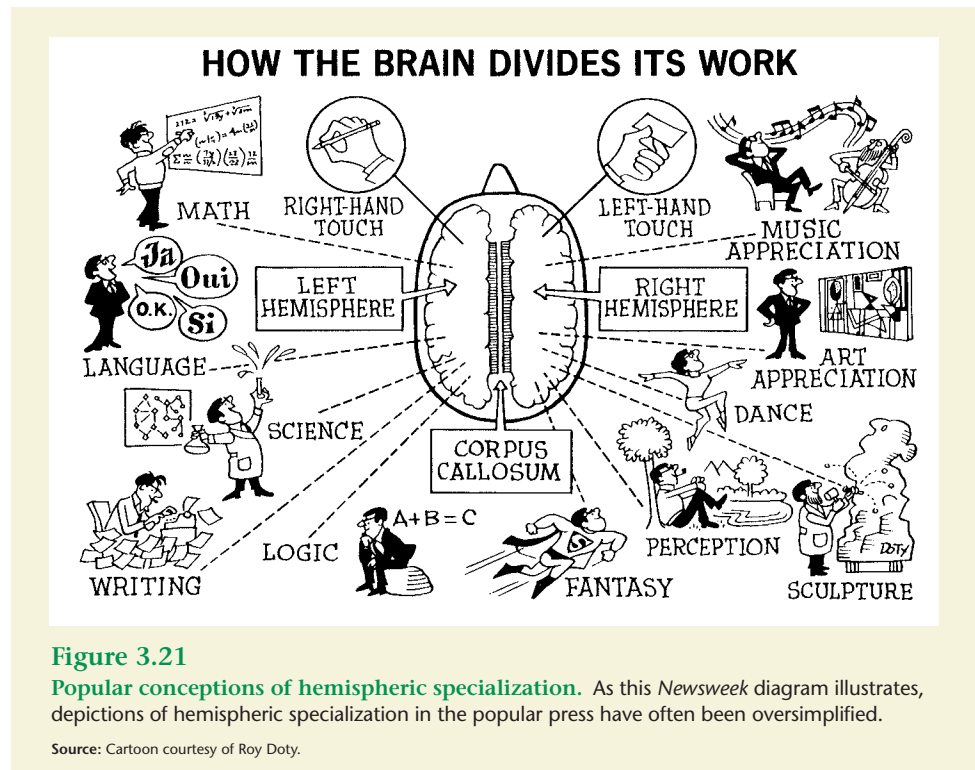 HOW THE BRAIN DIVIDES ITS WORK
MATH
RIGHT-HAND
TOUCH
LEFT-HAND
TOUCH
MUSIC
APPRECIATION
Ja
Oui
O.K.
Si
LANGUAGE
LEFT
HEMISPHERE
RIGHT
HEMISPHERE
ART
APPRECIATION
SCIENCE
DANCE
CORPUS
CALLOSUM
WRITING
LOGIC
A+B=C
S
FANTASY
PERCEPTION
DOTY
SCULPTURE
Figure 3.21
Popular conceptions of hemispheric specialization. As this Newsweek diagram illustrates,
depictions of hemispheric specialization in the popular press have often been oversimplified.
Source: Cartoon courtesy of Roy Doty.